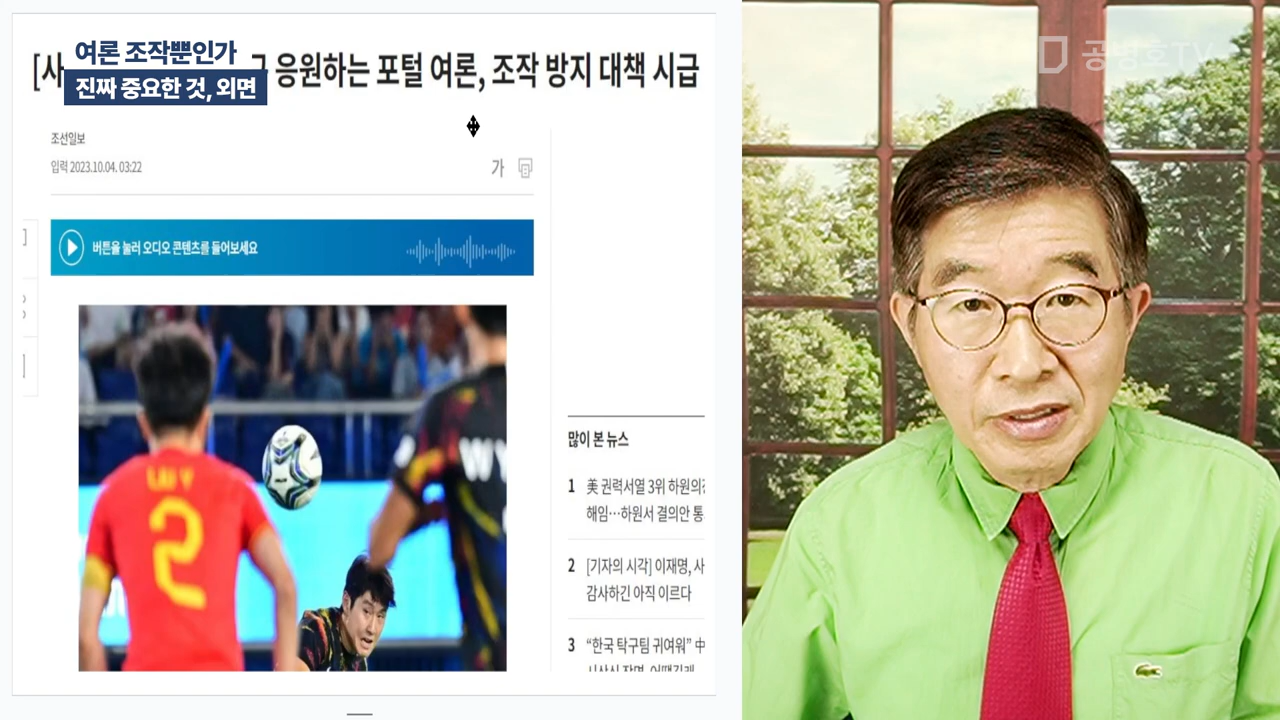 여론 조작뿐인가
진짜 중요한 것, 외면
[사 응원하는 포털 여론, 조작 방지 대책 시급
조선일보
입력 2023.10.04. 03:22
가
버튼을 눌러 오디오 콘텐츠를 들어보세요
LAI Y
2
WY
많이 본 뉴스
1 美 권력서열 3위 하원의장
해임…하원서 결의안 통
2 [기자의 시각] 이재명, 사
감사하긴 아직 이르다
3 “한국 탁구팀 귀여워” 中
공병호TV